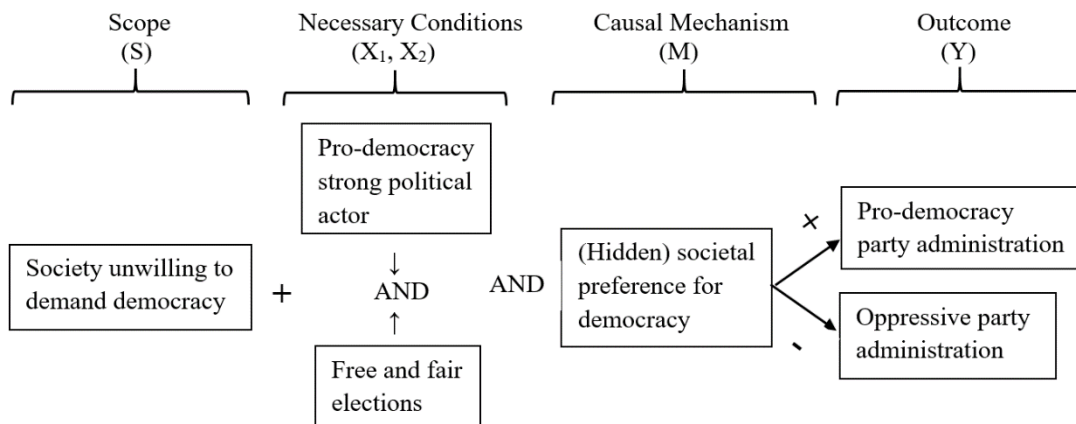 Scope
(S)
Necessary Conditions
(X₁, X₂)
Causal Mechanism
(M)
Outcome
(Y)
Society unwilling to
demand democracy
+
Pro-democracy
strong political
actor
↓
AND
↑
Free and fair
elections
AND
(Hidden) societal
preference for
democracy
+
Pro-democracy
party administration
-
Oppressive party
administration